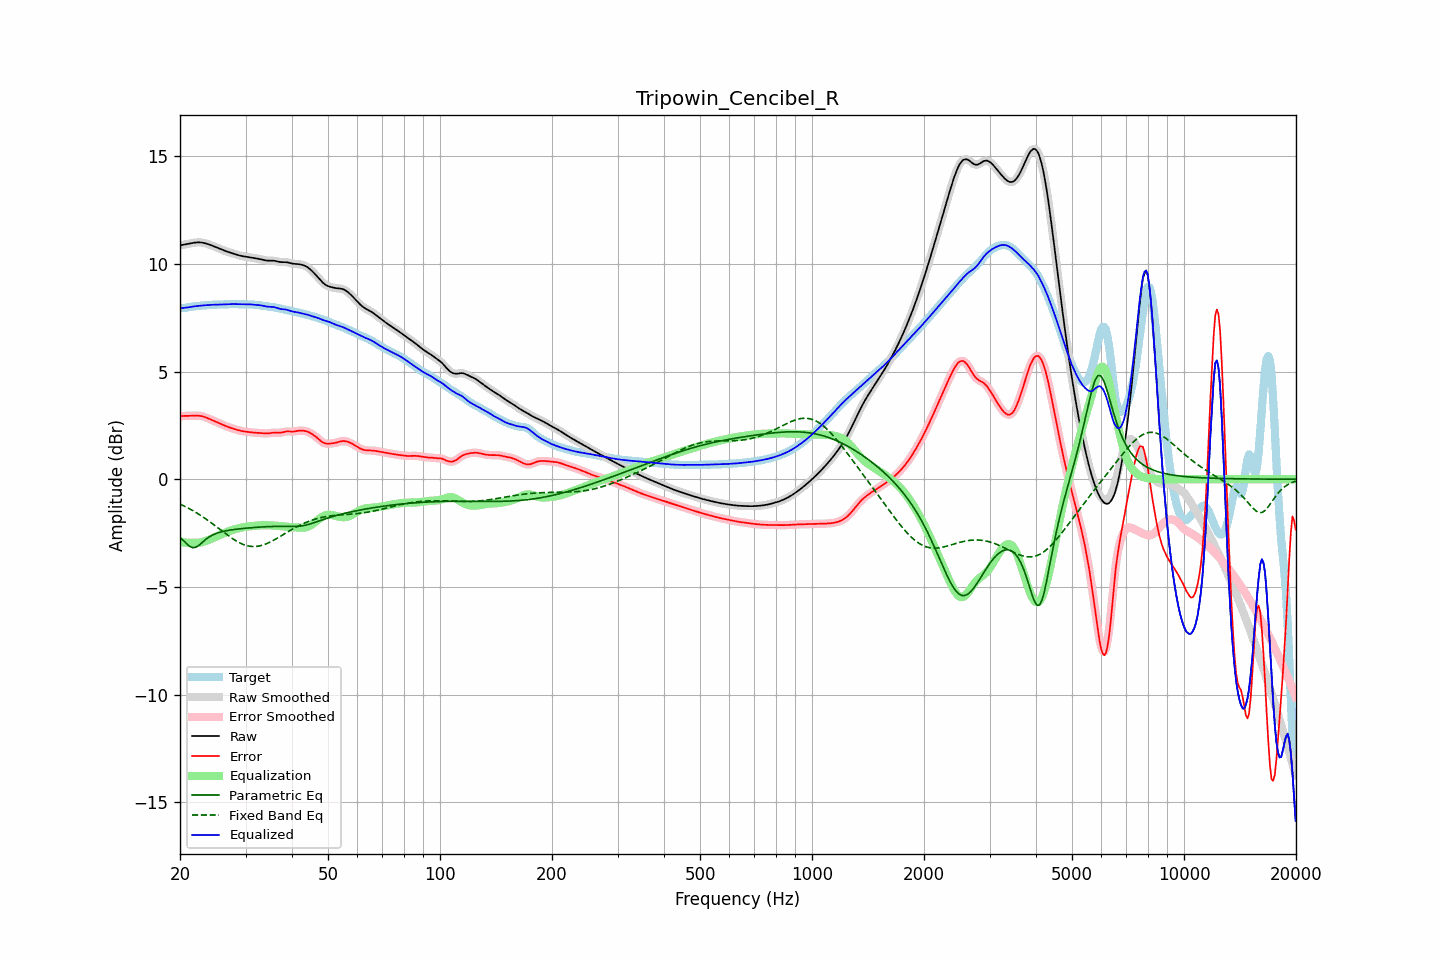 Tripowin_Cencibel_R
Amplitude (dBr)
15
10
5
0
−5
−10
−15
Target
Raw Smoothed
Error Smoothed
Raw
Error
Equalization
Parametric Eq
Fixed Band Eq
Equalized
20 50 100 200 500 1000 2000 5000 10000 20000
Frequency (Hz)